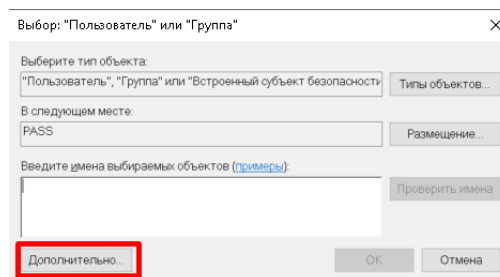 Выбор: "Пользователь" или "Группа"
Выберите тип объекта:
"Пользователь", "Группа" или "Встроенный субъект безопасности
Типы объектов...
В следующем месте:
PASS
Размещение...
Введите имена выбираемых объектов (примеры):
Проверить имена
Дополнительно...
ОК
Отмена